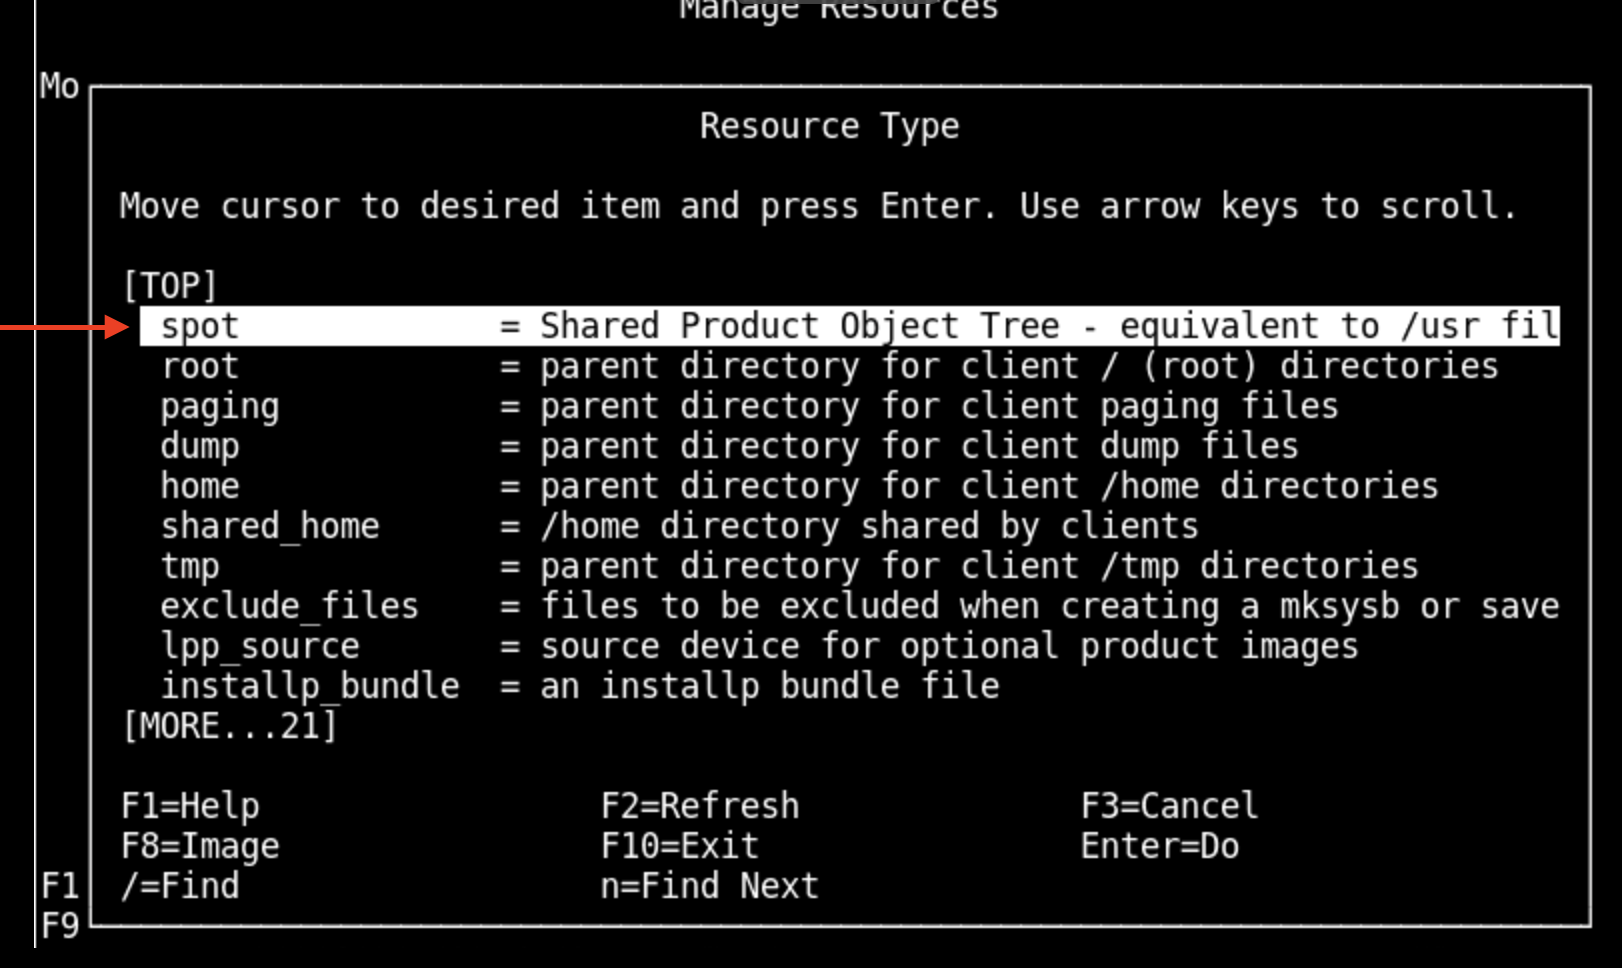 Manage Resources
Mo
Resource Type
Move cursor to desired item and press Enter. Use arrow keys to scroll.
[TOP]
spot = Shared Product Object Tree - equivalent to /usr fil
root = parent directory for client / (root) directories
paging = parent directory for client paging files
dump = parent directory for client dump files
home = parent directory for client /home directories
shared_home = /home directory shared by clients
tmp = parent directory for client /tmp directories
exclude_files = files to be excluded when creating a mksysb or save
lpp_source = source device for optional product images
installp_bundle = an installp bundle file
[MORE...21]
F1=Help F2=Refresh F3=Cancel
F8=Image F10=Exit Enter=Do
F1 /=Find n=Find Next
F9